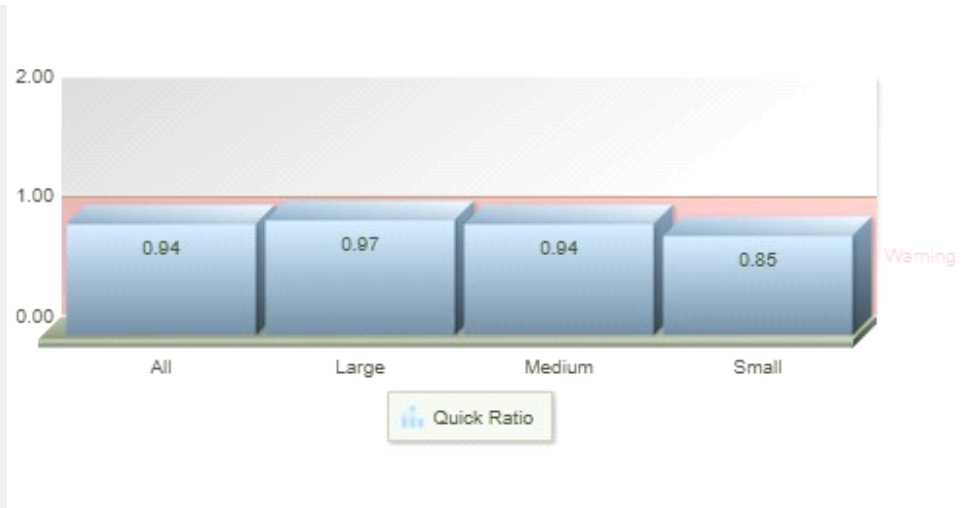 2.00
1.00
0.94
0.97
0.94
0.85
Warning
0.00
All
Large
Medium
Small
Quick Ratio